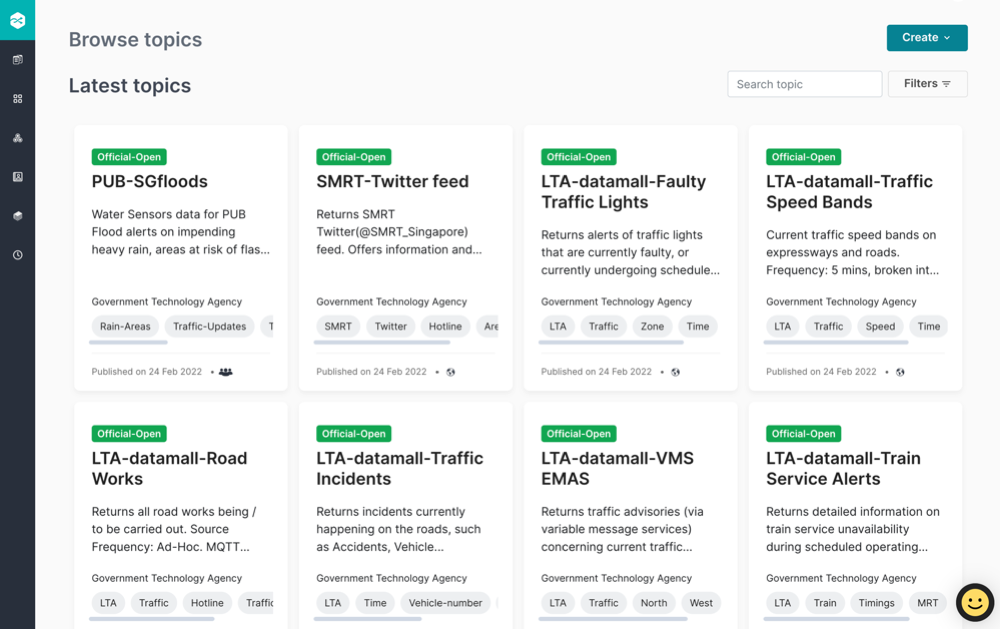 Browse topics
Create
Latest topics
Search topic
Filters
Official-Open
PUB-SGfloods
Water Sensors data for PUB
Flood alerts on impending
heavy rain, areas at risk of flas...
Government Technology Agency
Rain-Areas Traffic-Updates
Published on 24 Feb 2022 •
Official-Open
SMRT-Twitter feed
Returns SMRT
Twitter(@SMRT_Singapore)
feed. Offers information and...
Government Technology Agency
SMRT Twitter Hotline Are
Published on 24 Feb 2022 •
Official-Open
LTA-datamall-Faulty
Traffic Lights
Returns alerts of traffic lights
that are currently faulty, or
currently undergoing schedule...
Government Technology Agency
LTA Traffic Zone Time
Published on 24 Feb 2022 •
Official-Open
LTA-datamall-Traffic
Speed Bands
Current traffic speed bands on
expressways and roads.
Frequency: 5 mins, broken int...
Government Technology Agency
LTA Traffic Speed Time
Published on 24 Feb 2022 •
Official-Open
LTA-datamall-Road
Works
Returns all road works being /
to be carried out. Source
Frequency: Ad-Hoc. MQTT...
Government Technology Agency
LTA Traffic Hotline Traffic
Official-Open
LTA-datamall-Traffic
Incidents
Returns incidents currently
happening on the roads, such
as Accidents, Vehicle...
Government Technology Agency
LTA Time Vehicle-number
Official-Open
LTA-datamall-VMS
EMAS
Returns traffic advisories (via
variable message services)
concerning current traffic...
Government Technology Agency
LTA Traffic North West
Official-Open
LTA-datamall-Train
Service Alerts
Returns detailed information on
train service unavailability
during scheduled operating...
Government Technology Agency
LTA Train Timings MRT